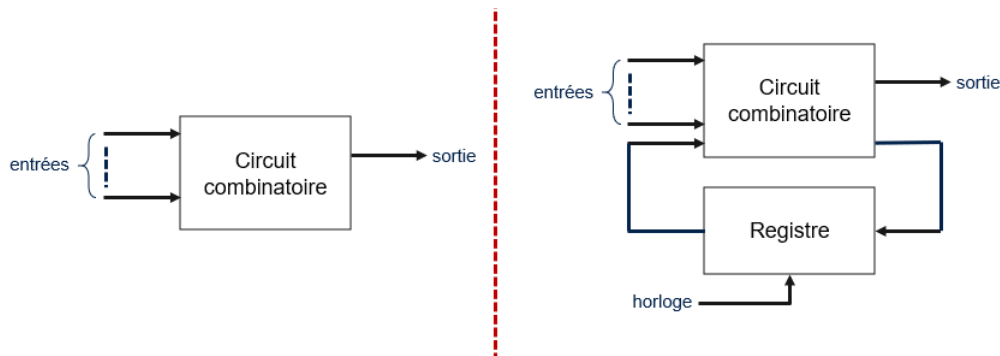 entrées
Circuit
combinatoire
sortie
entrées
Circuit
combinatoire
sortie
Registre
horloge